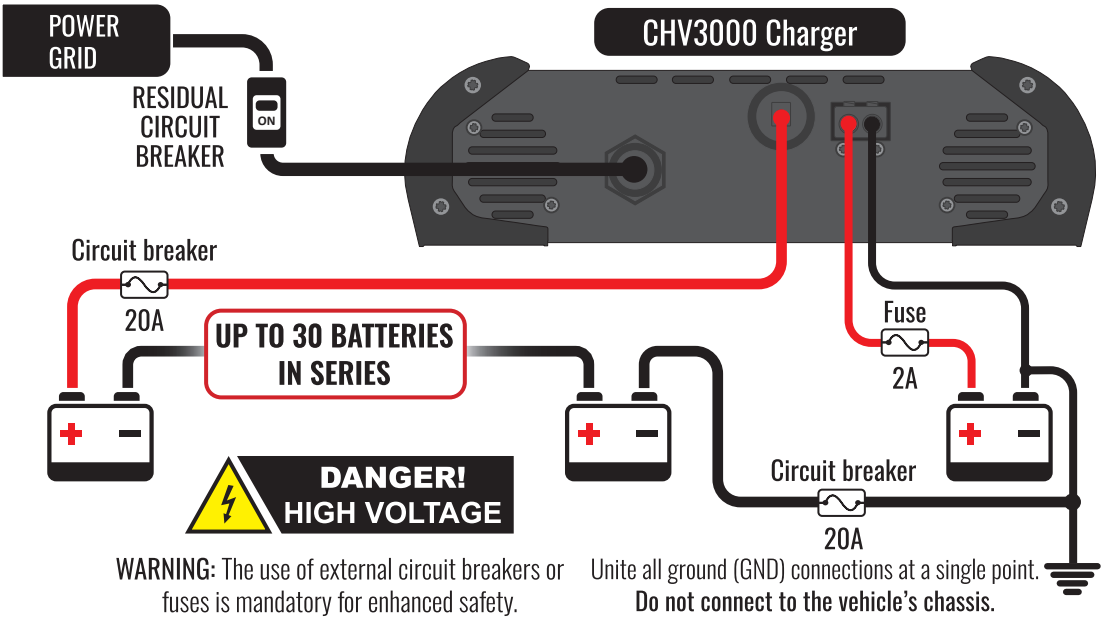 POWER
GRID
CHV3000 Charger
RESIDUAL
CIRCUIT
BREAKER
ON
Circuit breaker
20A
UP TO 30 BATTERIES
IN SERIES
Fuse
2A
+ −
+ −
+ −
DANGER!
HIGH VOLTAGE
Circuit breaker
20A
WARNING: The use of external circuit breakers or
fuses is mandatory for enhanced safety.
Unite all ground (GND) connections at a single point.
Do not connect to the vehicle's chassis.